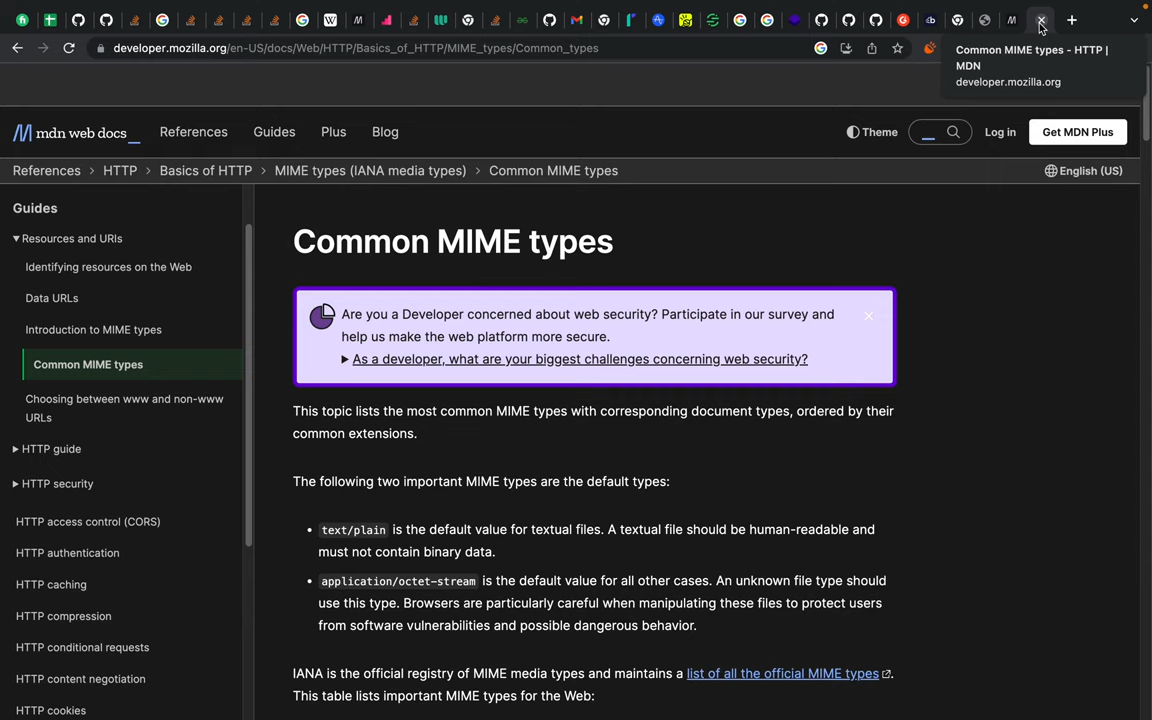 developer.mozilla.org/en-US/docs/Web/HTTP/Basics_of_HTTP/MIME_types/Common_types
Common MIME types - HTTP |
MDN
developer.mozilla.org
mdn web docs_
References
Guides
Plus
Blog
Theme
Log in
Get MDN Plus
References > HTTP > Basics of HTTP > MIME types (IANA media types) > Common MIME types
English (US)
Guides
Resources and URIs
Identifying resources on the Web
Data URLs
Introduction to MIME types
Common MIME types
Choosing between www and non-www
URLs
HTTP guide
HTTP security
HTTP access control (CORS)
HTTP authentication
HTTP caching
HTTP compression
HTTP conditional requests
HTTP content negotiation
HTTP cookies
Common MIME types
Are you a Developer concerned about web security? Participate in our survey and
help us make the web platform more secure.
As a developer, what are your biggest challenges concerning web security?
This topic lists the most common MIME types with corresponding document types, ordered by their
common extensions.
The following two important MIME types are the default types:
• text/plain is the default value for textual files. A textual file should be human-readable and
must not contain binary data.
• application/octet-stream is the default value for all other cases. An unknown file type should
use this type. Browsers are particularly careful when manipulating these files to protect users
from software vulnerabilities and possible dangerous behavior.
IANA is the official registry of MIME media types and maintains a list of all the official MIME types.
This table lists important MIME types for the Web: